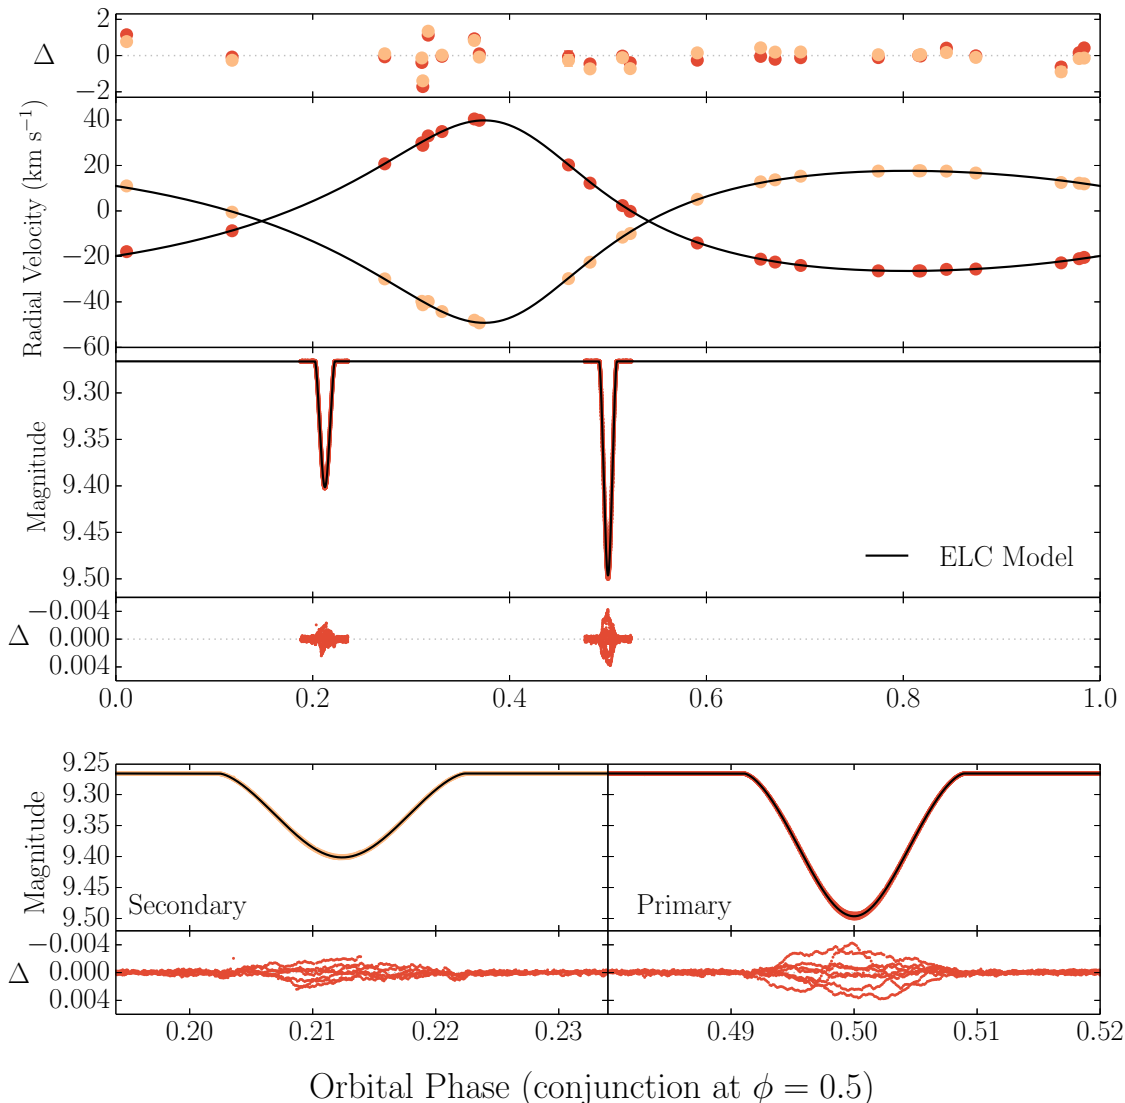 2
0
−2
Δ
40
20
0
−20
−40
−60
Radial Velocity (km s⁻¹)
9.30
9.35
9.40
9.45
9.50
Magnitude
ELC Model
−0.004
0.000
0.004
Δ
0.0 0.2 0.4 0.6 0.8 1.0
9.25
9.30
9.35
9.40
9.50
Magnitude
Secondary Primary
−0.004
0.000
0.004
Δ
0.20 0.21 0.22 0.23 0.49 0.50 0.51 0.52
Orbital Phase (conjunction at ϕ = 0.5)